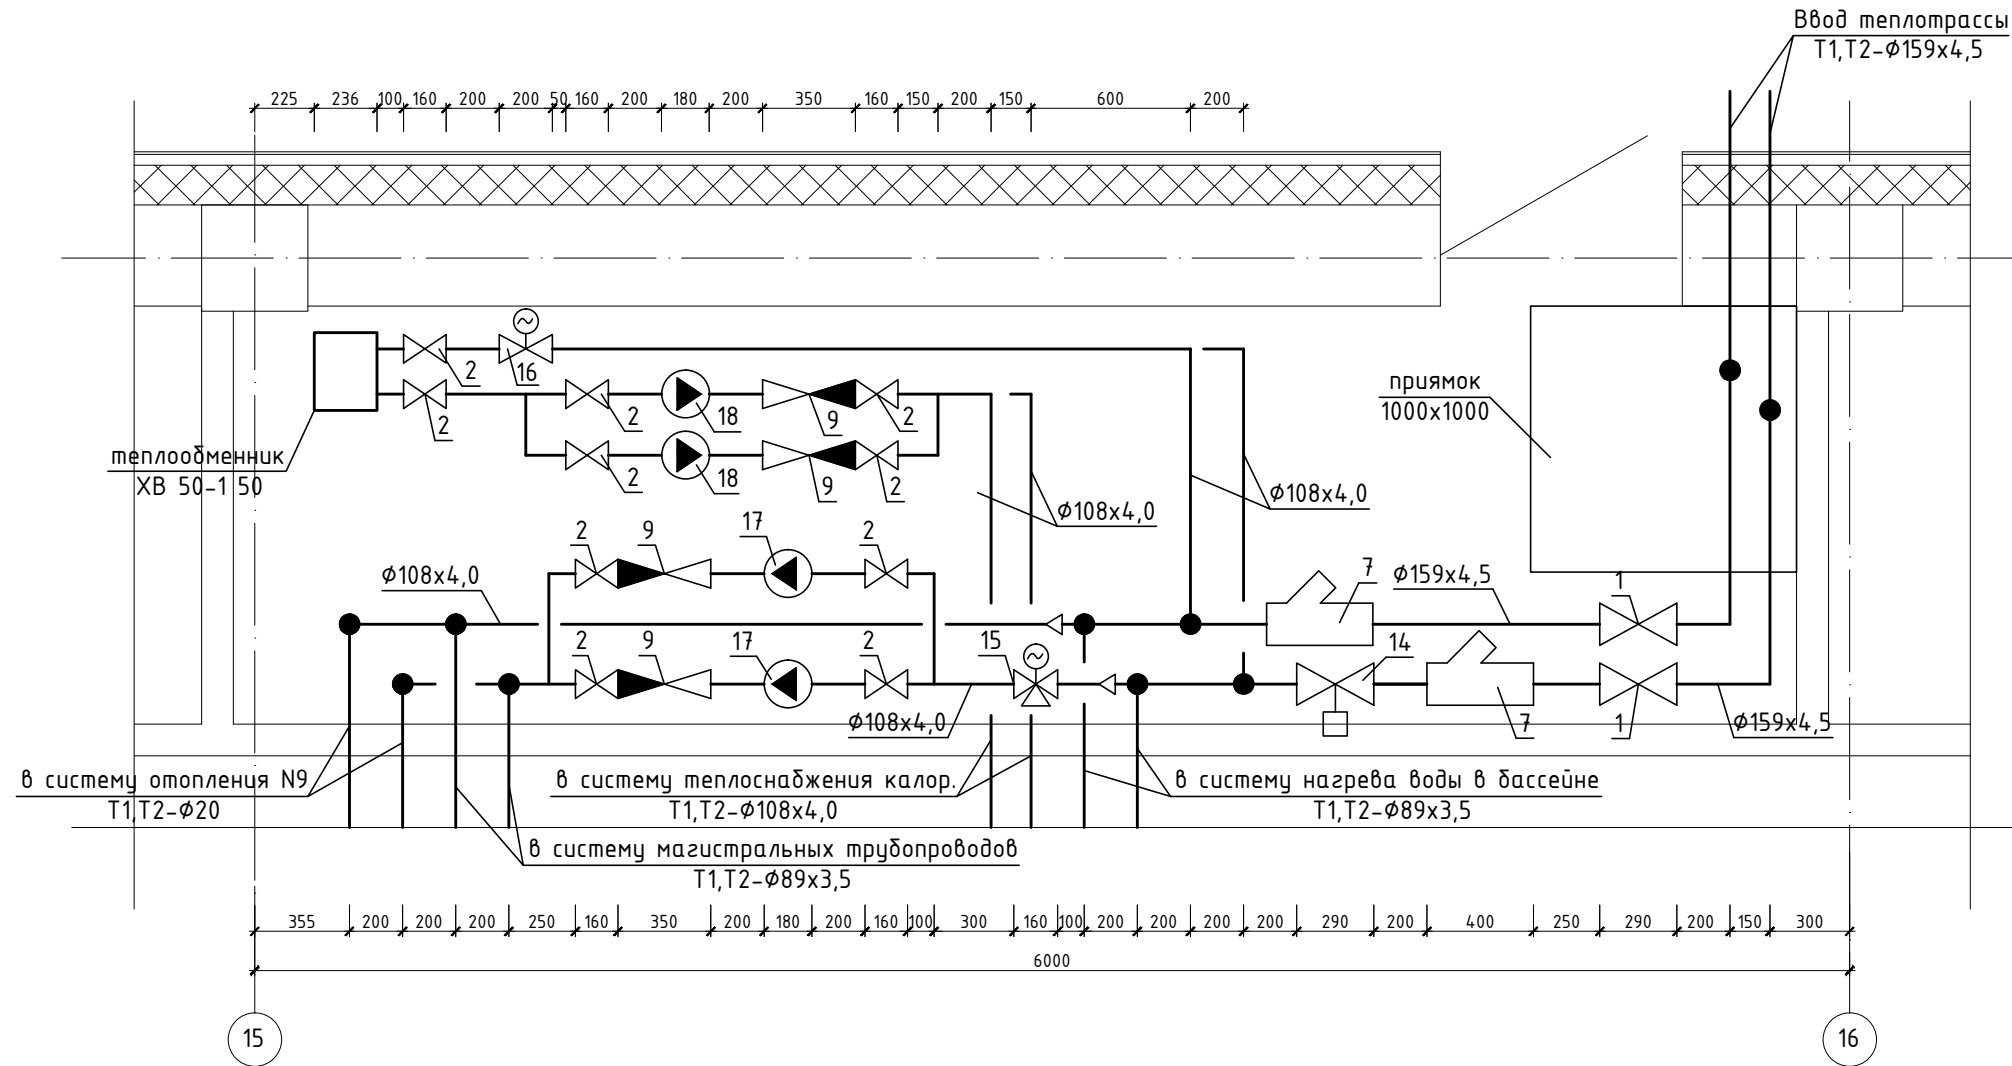 Ввод теплотрассы
Т1,Т2-Ф159х4,5
225 236 100 160 200 200 50 160 200 180 200 350 160 150 200 150 600 200
2
16
2
2
18
9
2
2
18
9
2
теплообменник
ХВ 50-1 50
приямок
1000х1000
Ф108х4,0
Ф108х4,0
2
9
17
2
Ф108х4,0
7
Ф159х4,5
1
2
9
17
2
15
14
Ф108х4,0
7
1
Ф159х4,5
в систему отопления N9
Т1,Т2-Ф20
в систему теплоснабжения калор.
Т1,Т2-Ф108х4,0
в систему нагрева воды в бассейне
Т1,Т2-Ф89х3,5
в систему магистральных трубопроводов
Т1,Т2-Ф89х3,5
355 200 200 200 250 160 350 200 180 200 160 100 300 160 100 200 200 200 200 290 200 400 250 290 200 150 300
6000
15
16